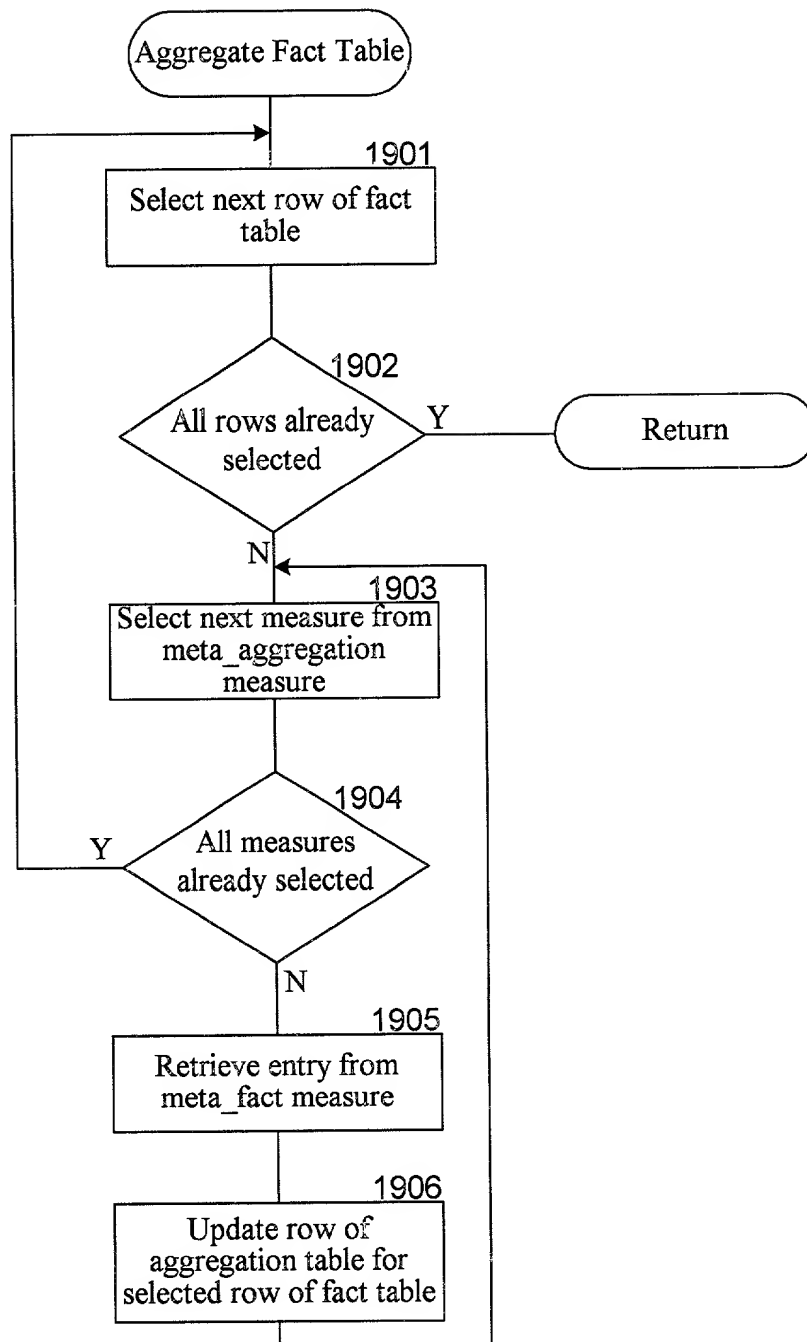 Aggregate Fact Table
1901
Select next row of fact
table
1902
All rows already
selected
Y
Return
N
1903
Select next measure from
meta_aggregation
measure
1904
All measures
already selected
Y
N
1905
Retrieve entry from
meta_fact measure
1906
Update row of
aggregation table for
selected row of fact table